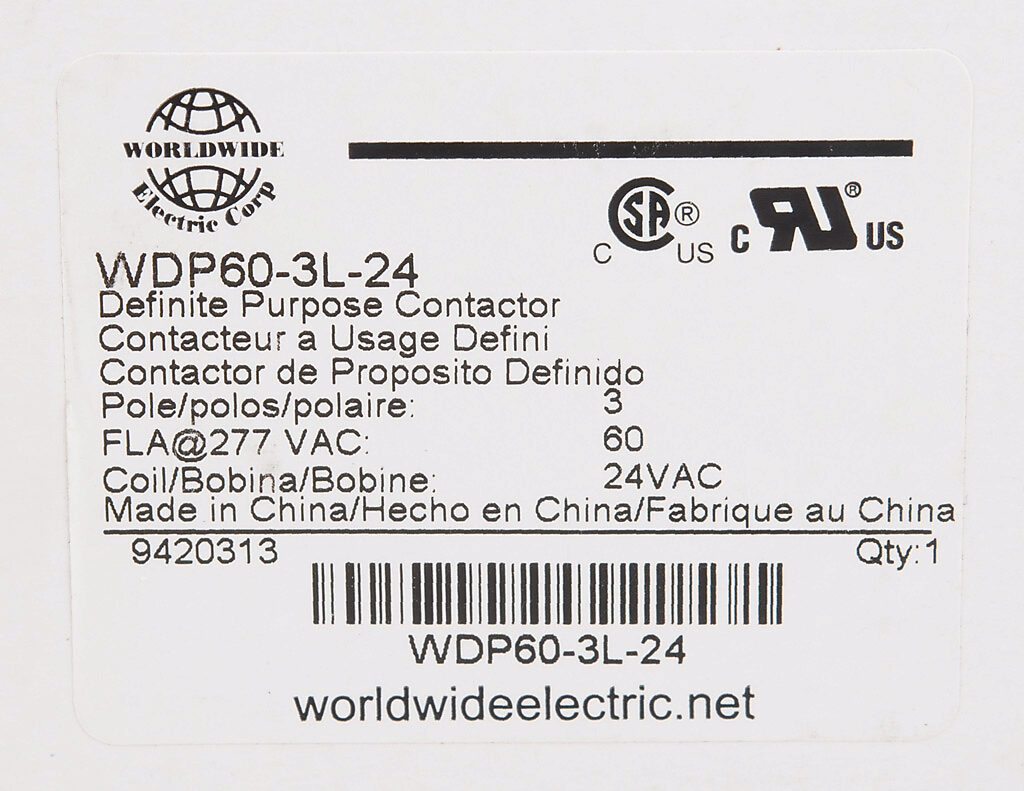 WORLDWIDE
Electric Corp
CSA®
C US
C RU® US
WDP60-3L-24
Definite Purpose Contactor
Contacteur a Usage Defini
Contactor de Proposito Definido
Pole/polos/polaire: 3
FLA@277 VAC: 60
Coil/Bobina/Bobine: 24VAC
Made in China/Hecho en China/Fabrique au China
9420313 Qty:1
WDP60-3L-24
worldwideelectric.net